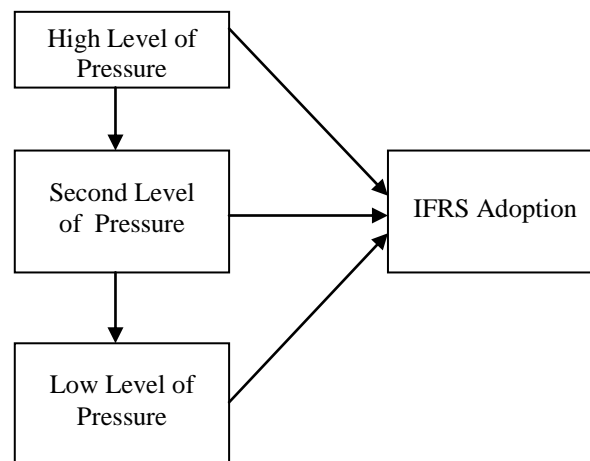 High Level of
Pressure
Second Level
of Pressure
IFRS Adoption
Low Level of
Pressure